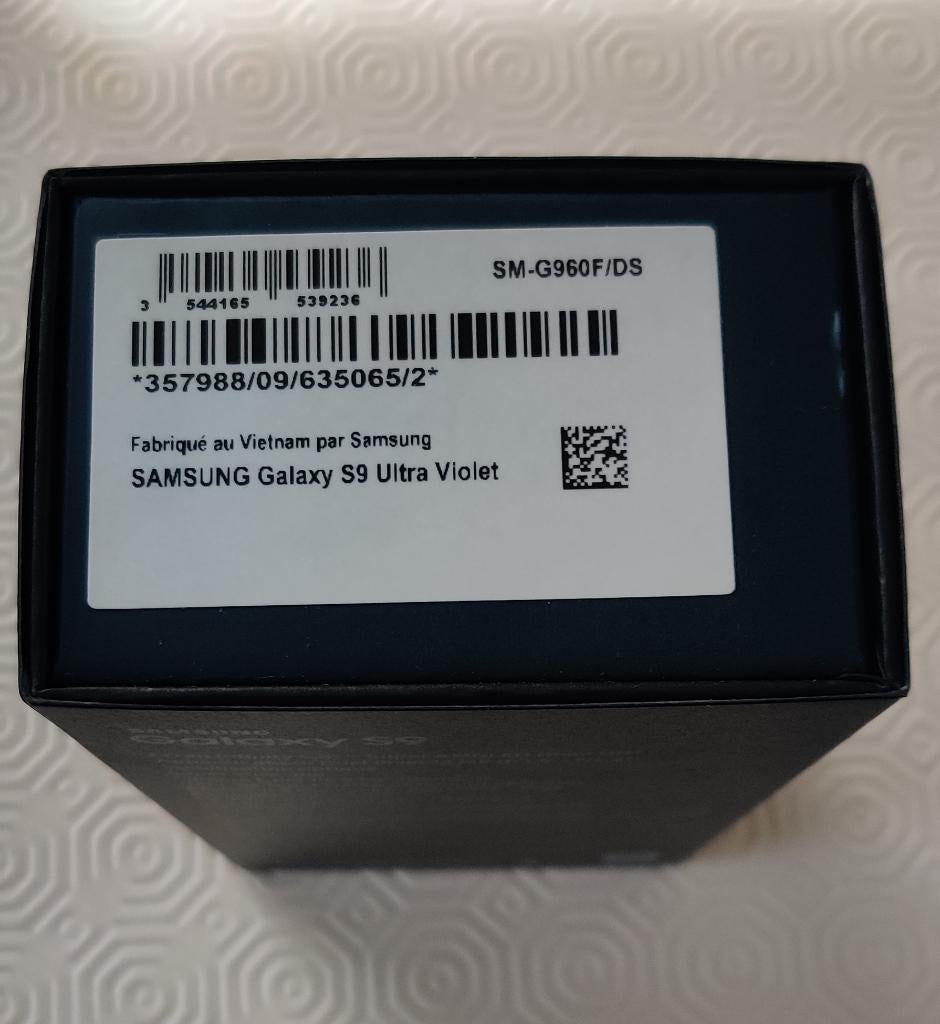 SM-G960F/DS
3 544165 539236
*357988/09/635065/2*
Fabriqué au Vietnam par Samsung
SAMSUNG Galaxy S9 Ultra Violet
SAMSUNG
Galaxy S9